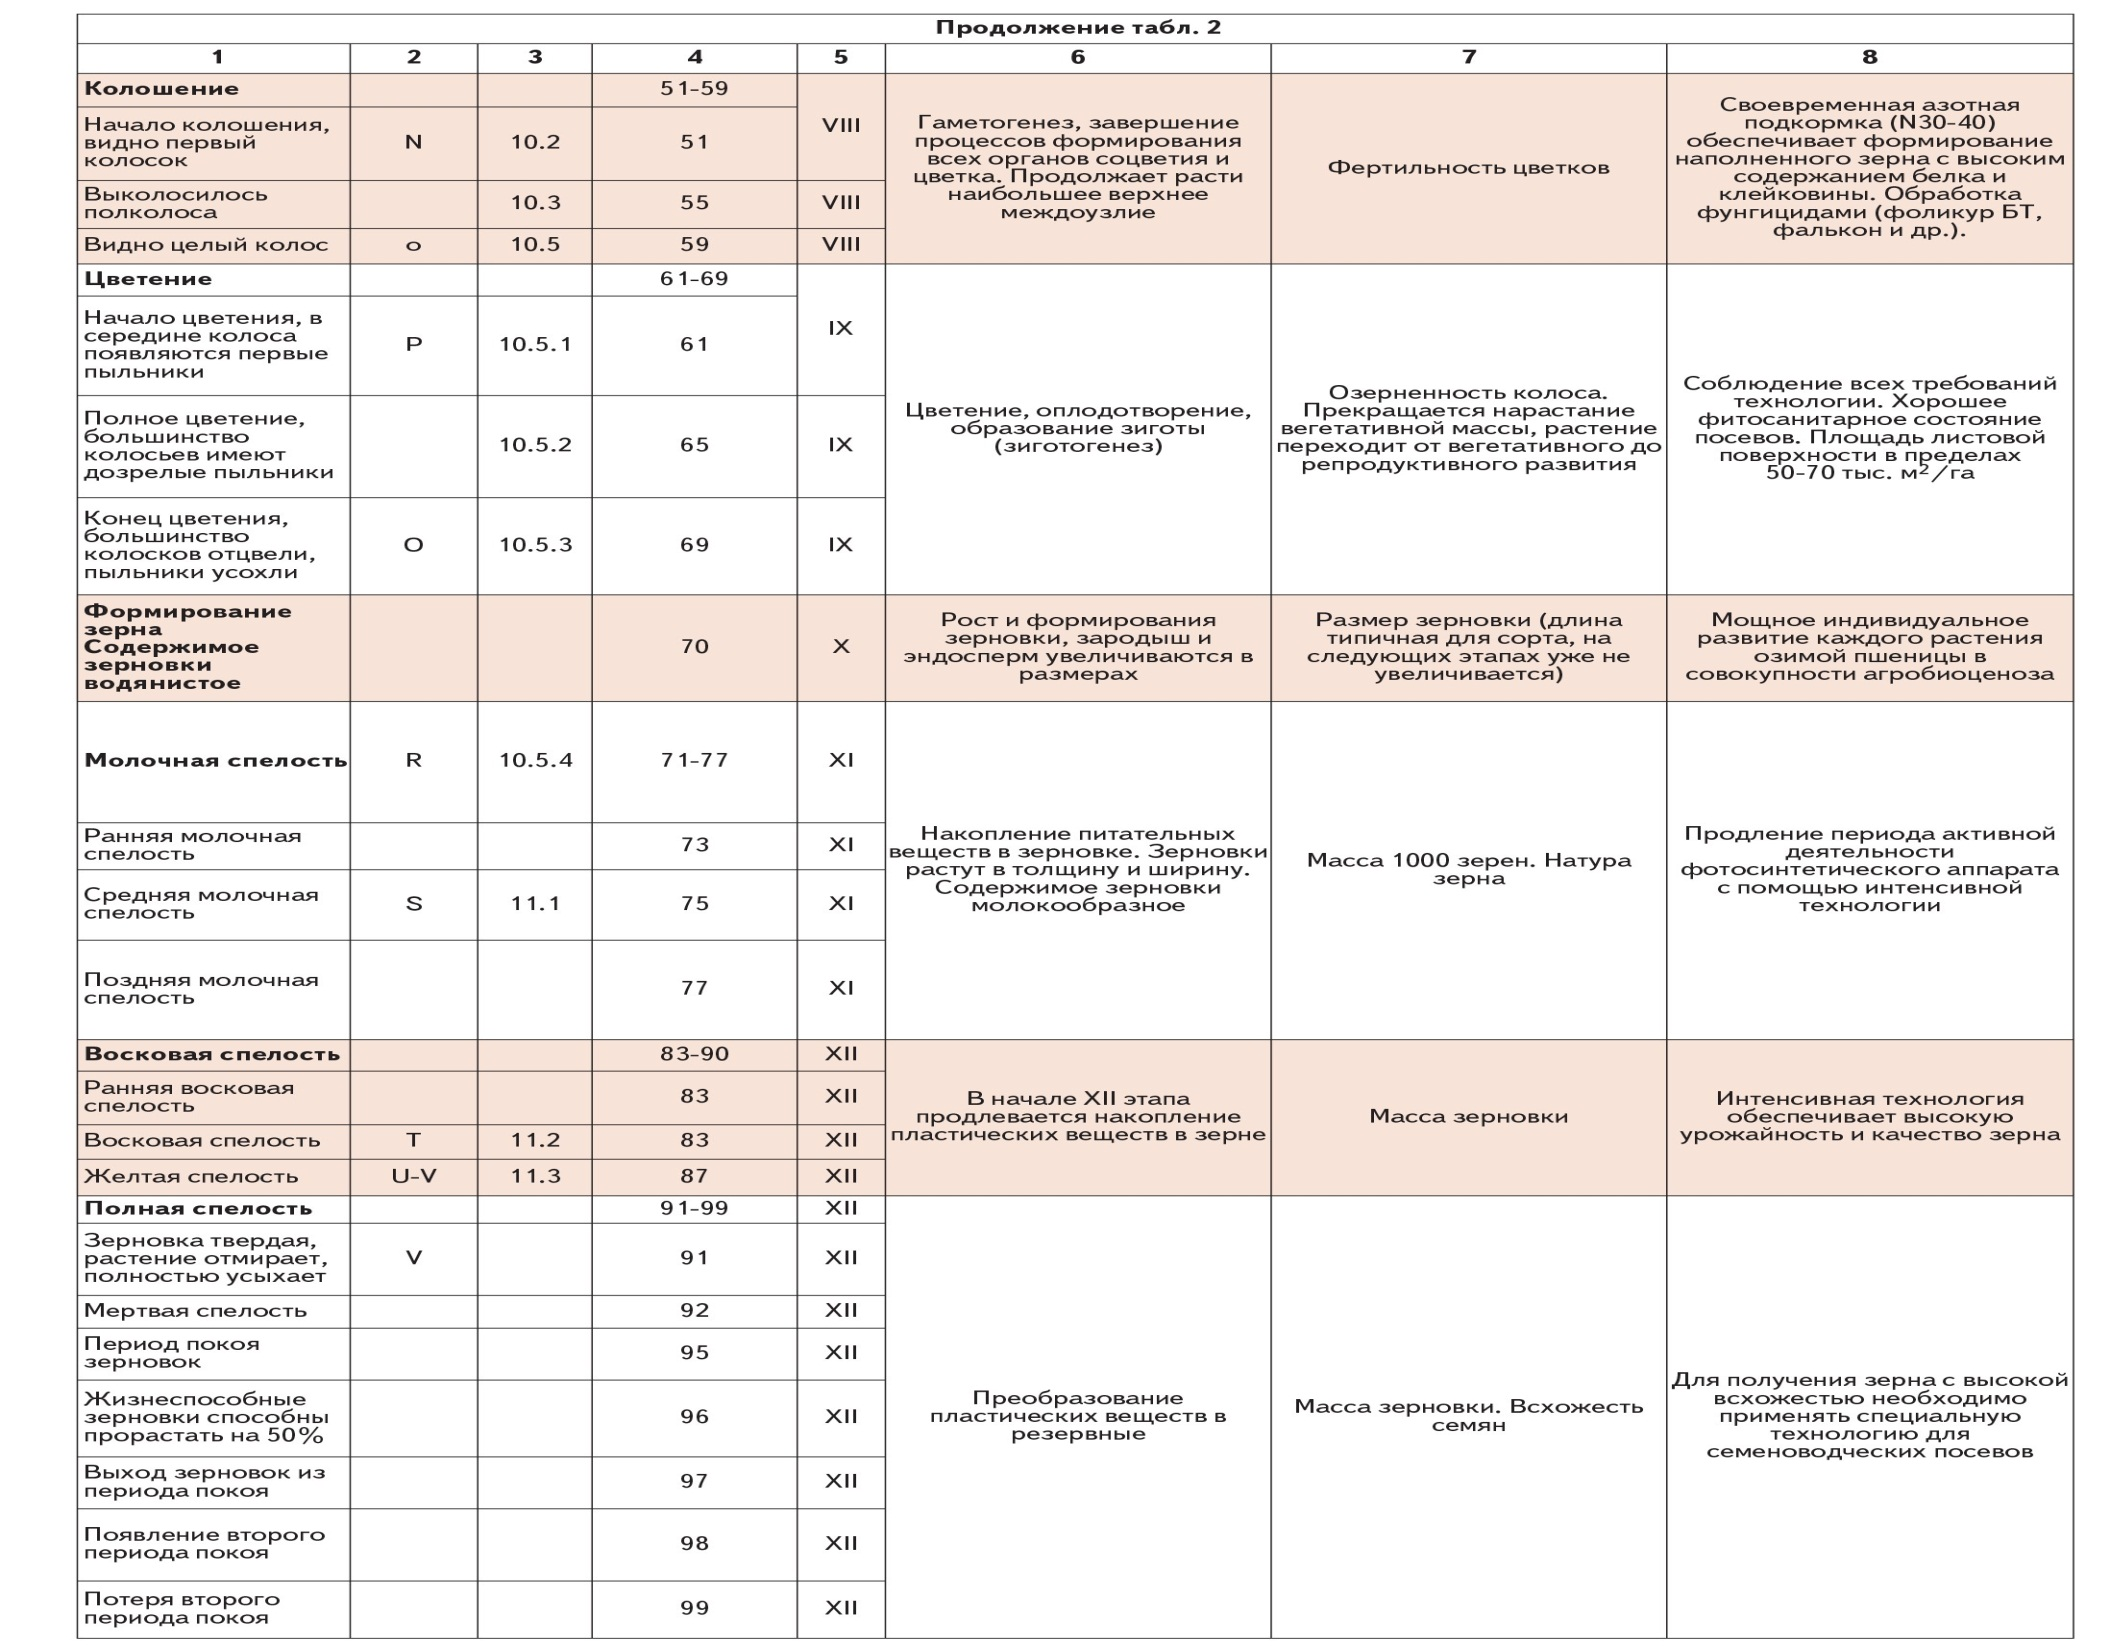 Продолжение табл. 2
1 2 3 4 5 6 7 8
Колошение 51-59
Начало колошения,
видно первый
колосок
N 10.2 51 VIII
Выколосилось
полколоса
10.3 55 VIII
Видно целый колос о 10.5 59 VIII
Гаметогенез, завершение
процессов формирования
всех органов соцветия и
цветка. Продолжает расти
наибольшее верхнее
междоузлие
Фертильность цветков
Своевременная азотная
подкормка (N30-40)
обеспечивает формирование
наполненного зерна с высоким
содержанием белка и
клейковины. Обработка
фунгицидами (фоликур БТ,
фалькон и др.).
Цветение 61-69
Начало цветения, в
середине колоса
появляются первые
пыльники
P 10.5.1 61 IX
Полное цветение,
большинство
колосьев имеют
дозрелые пыльники
10.5.2 65 IX
Конец цветения,
большинство
колосков отцвели,
пыльники усохли
O 10.5.3 69 IX
Цветение, оплодотворение,
образование зиготы
(зиготогенез)
Озерненность колоса.
Прекращается нарастание
вегетативной массы, растение
переходит от вегетативного до
репродуктивного развития
Соблюдение всех требований
технологии. Хорошее
фитосанитарное состояние
посевов. Площадь листовой
поверхности в пределах
50-70 тыс. м²/га
Формирование
зерна
Содержимое
зерновки
водянистое
70 X
Рост и формирования
зерновки, зародыш и
эндосперм увеличиваются в
размерах
Размер зерновки (длина
типичная для сорта, на
следующих этапах уже не
увеличивается)
Мощное индивидуальное
развитие каждого растения
озимой пшеницы в
совокупности агробиоценоза
Молочная спелость R 10.5.4 71-77 XI
Ранняя молочная
спелость
73 XI
Средняя молочная
спелость
S 11.1 75 XI
Поздняя молочная
спелость
77 XI
Накопление питательных
веществ в зерновке. Зерновки
растут в толщину и ширину.
Содержимое зерновки
молокообразное
Масса 1000 зерен. Натура
зерна
Продление периода активной
деятельности
фотосинтетического аппарата
с помощью интенсивной
технологии
Восковая спелость 83-90 XII
Ранняя восковая
спелость
83 XII
Восковая спелость T 11.2 83 XII
Желтая спелость U-V 11.3 87 XII
В начале XII этапа
продлевается накопление
пластических веществ в зерне
Масса зерновки
Интенсивная технология
обеспечивает высокую
урожайность и качество зерна
Полная спелость 91-99 XII
Зерновка твердая,
растение отмирает,
полностью усыхает
V 91 XII
Мертвая спелость 92 XII
Период покоя
зерновок
95 XII
Жизнеспособные
зерновки способны
прорастать на 50%
96 XII
Выход зерновок из
периода покоя
97 XII
Появление второго
периода покоя
98 XII
Потеря второго
периода покоя
99 XII
Преобразование
пластических веществ в
резервные
Масса зерновки. Всхожесть
семян
Для получения зерна с высокой
всхожестью необходимо
применять специальную
технологию для
семеноводческих посевов